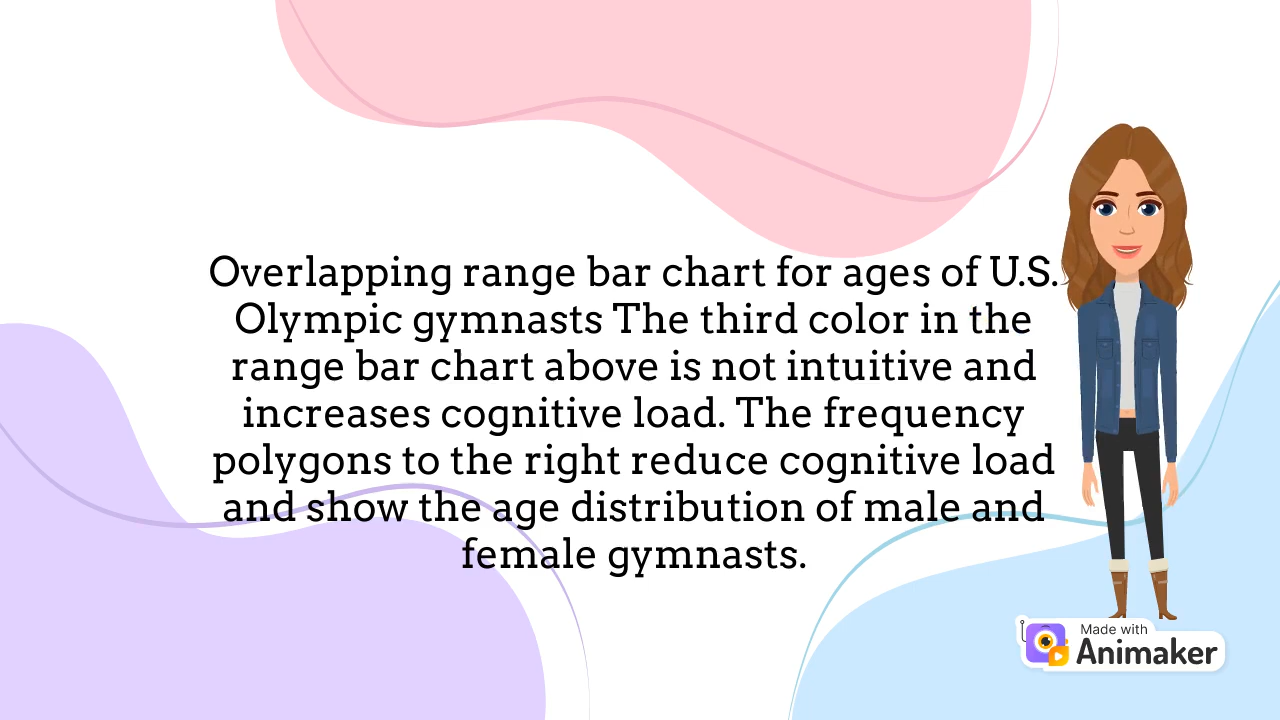 Overlapping range bar chart for ages of U.S.
Olympic gymnasts The third color in the
range bar chart above is not intuitive and
increases cognitive load. The frequency
polygons to the right reduce cognitive load
and show the age distribution of male and
female gymnasts.
Made with
Animaker